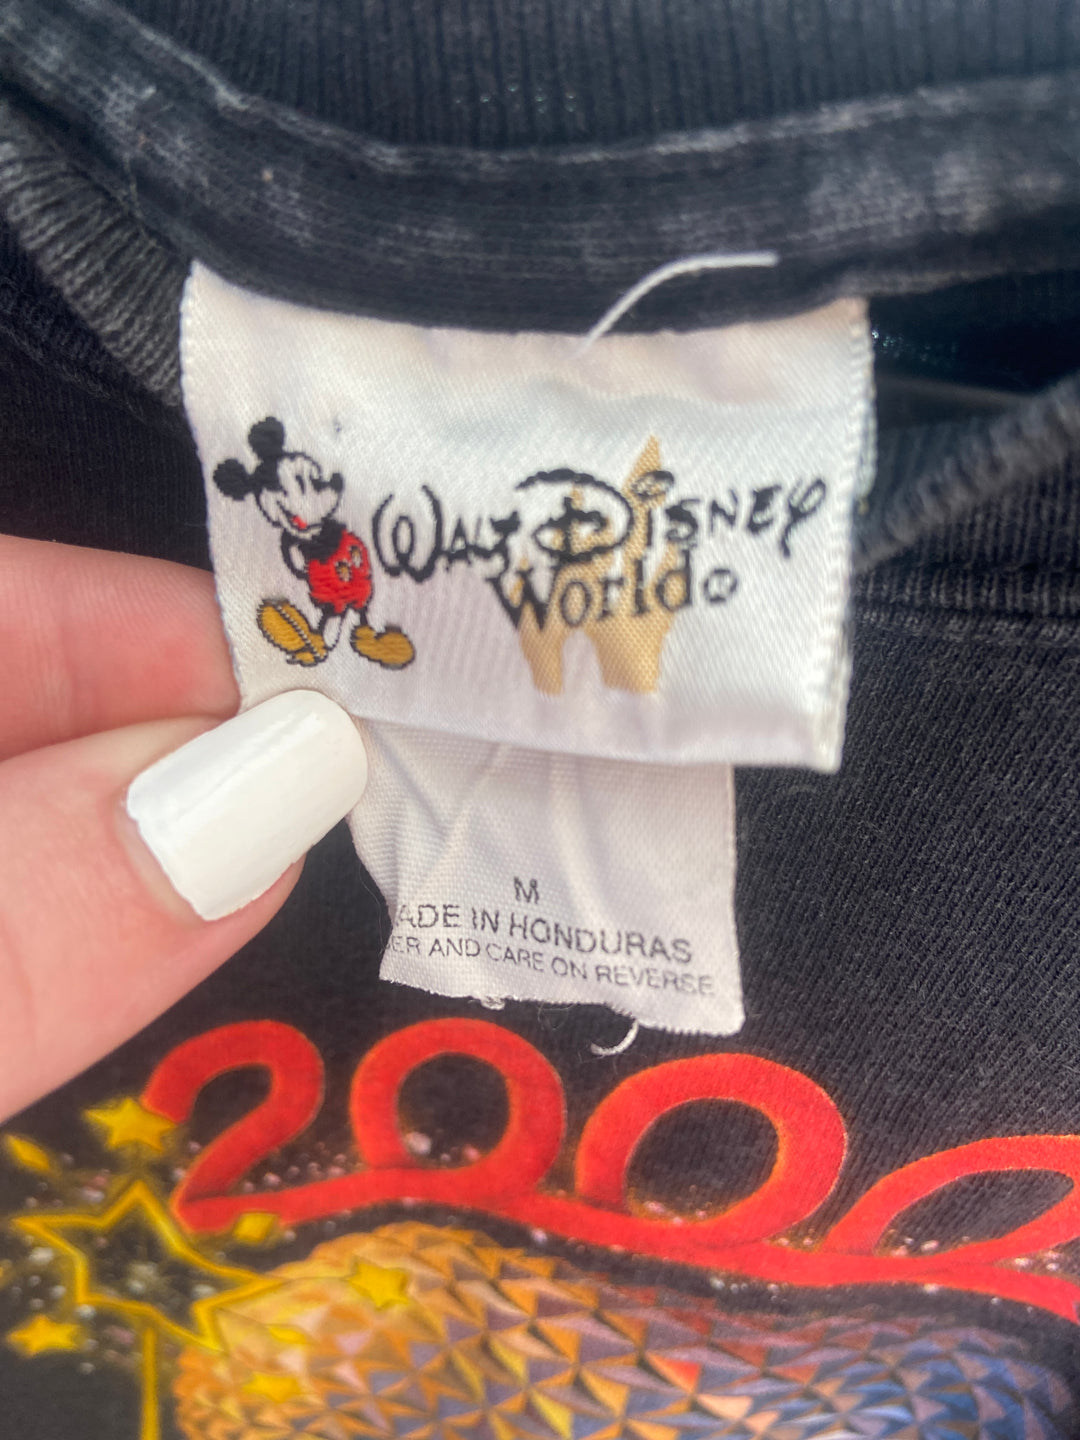 WALT DISNEY
World®
M
ADE IN HONDURAS
ER AND CARE ON REVERSE
2000